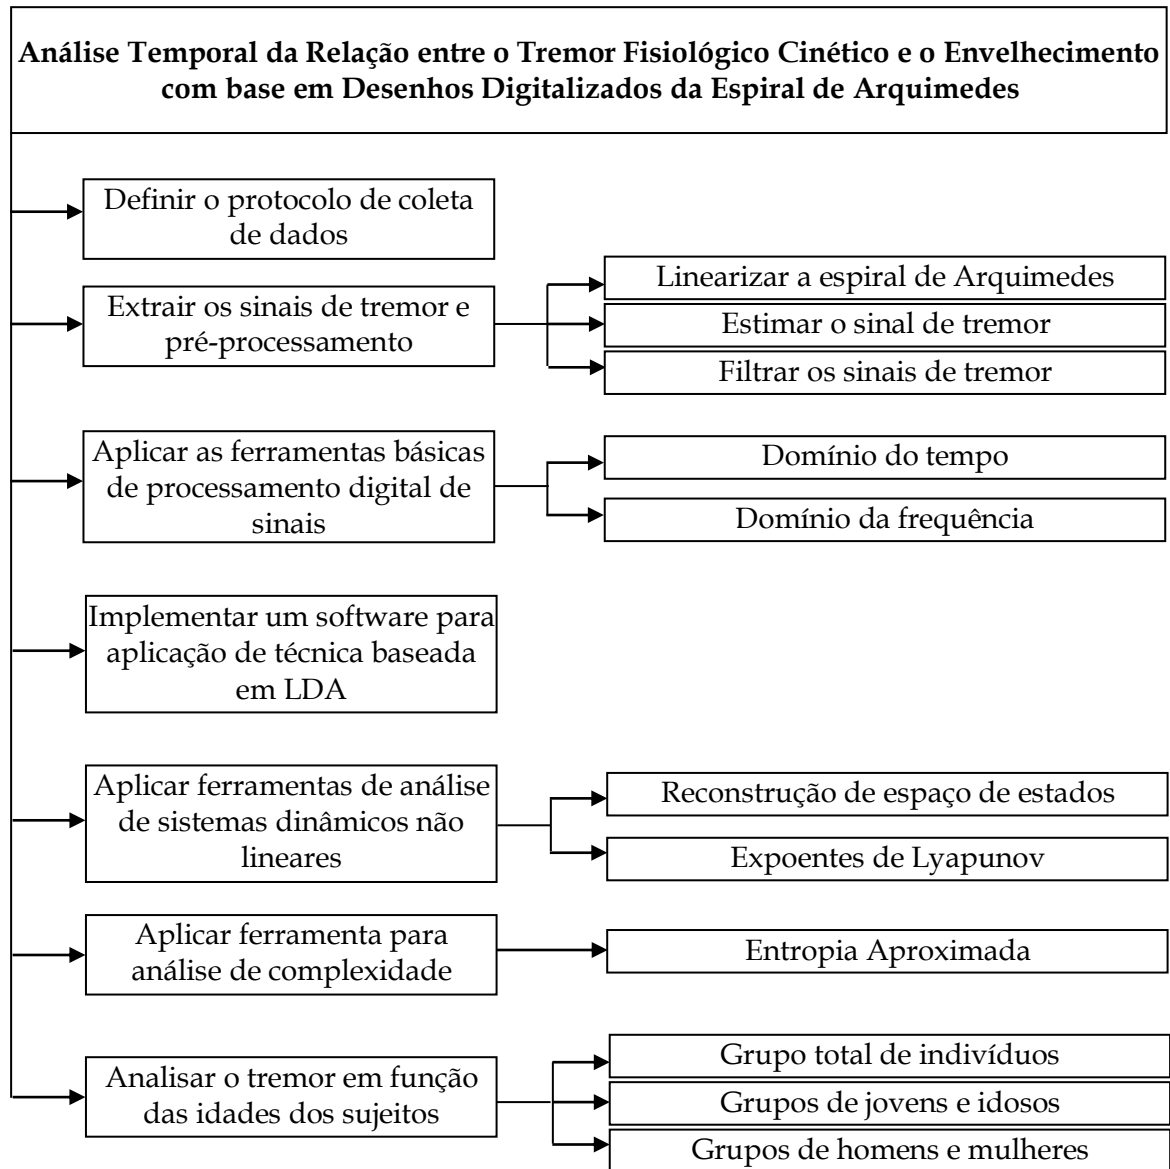 Análise Temporal da Relação entre o Tremor Fisiológico Cinético e o Envelhecimento
com base em Desenhos Digitalizados da Espiral de Arquimedes
Definir o protocolo de coleta
de dados
Extrair os sinais de tremor e
pré-processamento
Linearizar a espiral de Arquimedes
Estimar o sinal de tremor
Filtrar os sinais de tremor
Aplicar as ferramentas básicas
de processamento digital de
sinais
Domínio do tempo
Domínio da frequência
Implementar um software para
aplicação de técnica baseada
em LDA
Aplicar ferramentas de análise
de sistemas dinâmicos não
lineares
Reconstrução de espaço de estados
Expoentes de Lyapunov
Aplicar ferramenta para
análise de complexidade
Entropia Aproximada
Analisar o tremor em função
das idades dos sujeitos
Grupo total de indivíduos
Grupos de jovens e idosos
Grupos de homens e mulheres